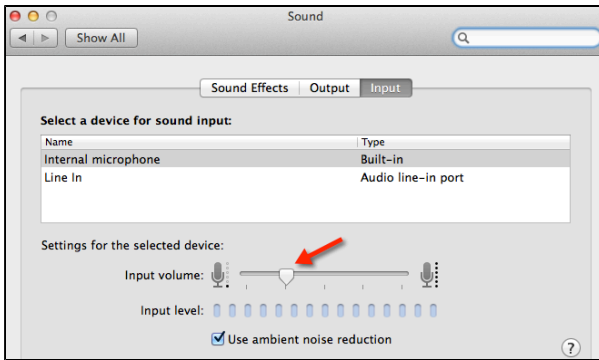 Sound
Show All
Sound Effects Output Input
Select a device for sound input:
Name Type
Internal microphone Built-in
Line In Audio line-in port
Settings for the selected device:
Input volume:
Input level:
Use ambient noise reduction
?